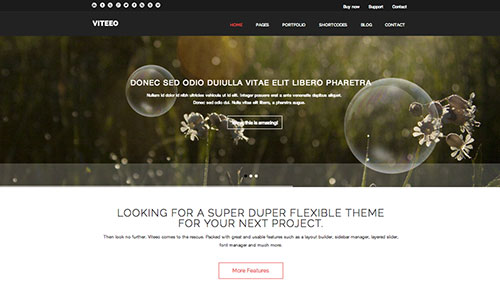 Buy now Support Contact
VITEEO
HOME PAGES PORTFOLIO SHORTCODES BLOG CONTACT
DONEC SED ODIO DUIULLA VITAE ELIT LIBERO PHARETRA
Nullam id dolor id nibh ultricies vehicula ut id elit. Integer posuere erat a ante venenatis dapibus aliquet.
Donec sed odio dui. Nulla vitae elit libero, a pharetra augue.
this is amazing!
LOOKING FOR A SUPER DUPER FLEXIBLE THEME
FOR YOUR NEXT PROJECT.
Then look no further. Viteeo comes to the rescue. Packed with great and usable features such as a layout builder, sidebar manager, layered slider,
font manager and much more.
More Features